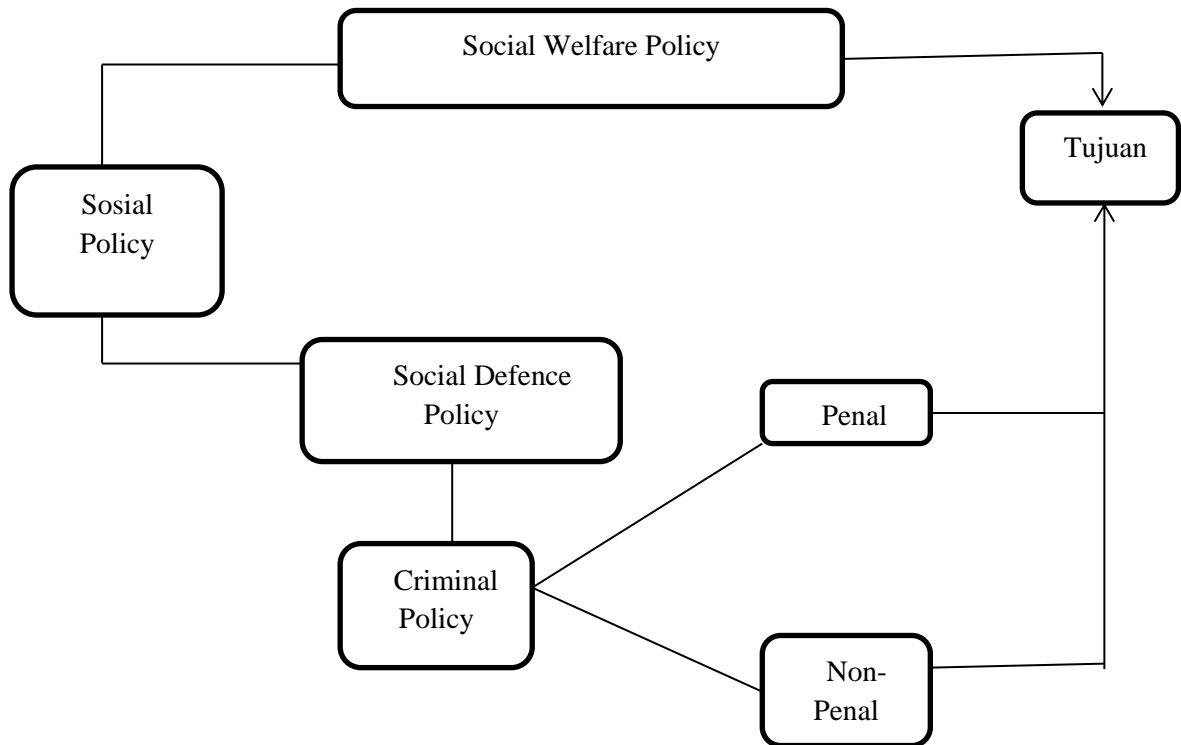 Social Welfare Policy
Tujuan
Sosial
Policy
Social Defence
Policy
Penal
Criminal
Policy
Non-
Penal